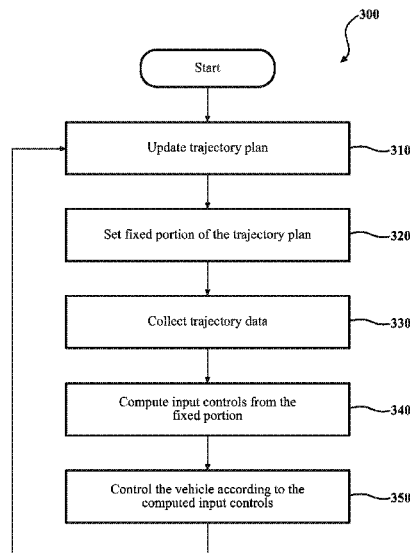 300
Start
Update trajectory plan
310
Set fixed portion of the trajectory plan
320
Collect trajectory data
330
Compute input controls from the
fixed portion
340
Control the vehicle according to the
computed input controls
350